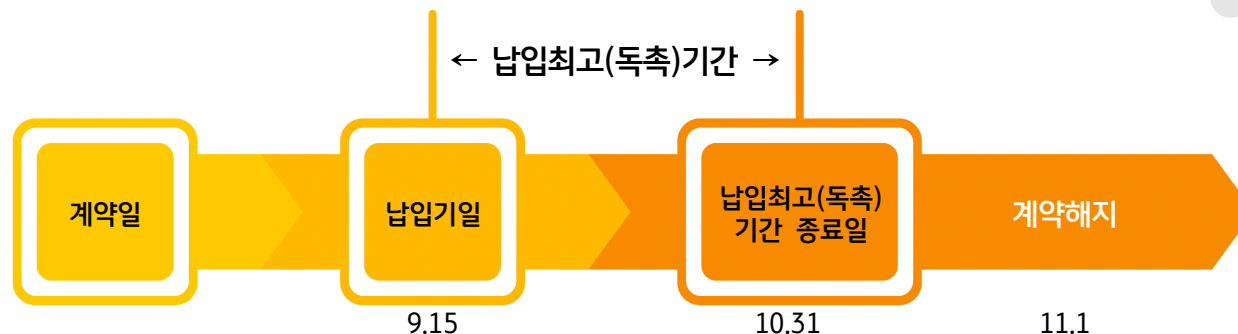 ← 납입최고(독촉)기간 →
계약일
납입기일
납입최고(독촉)
기간 종료일
계약해지
9.15
10.31
11.1